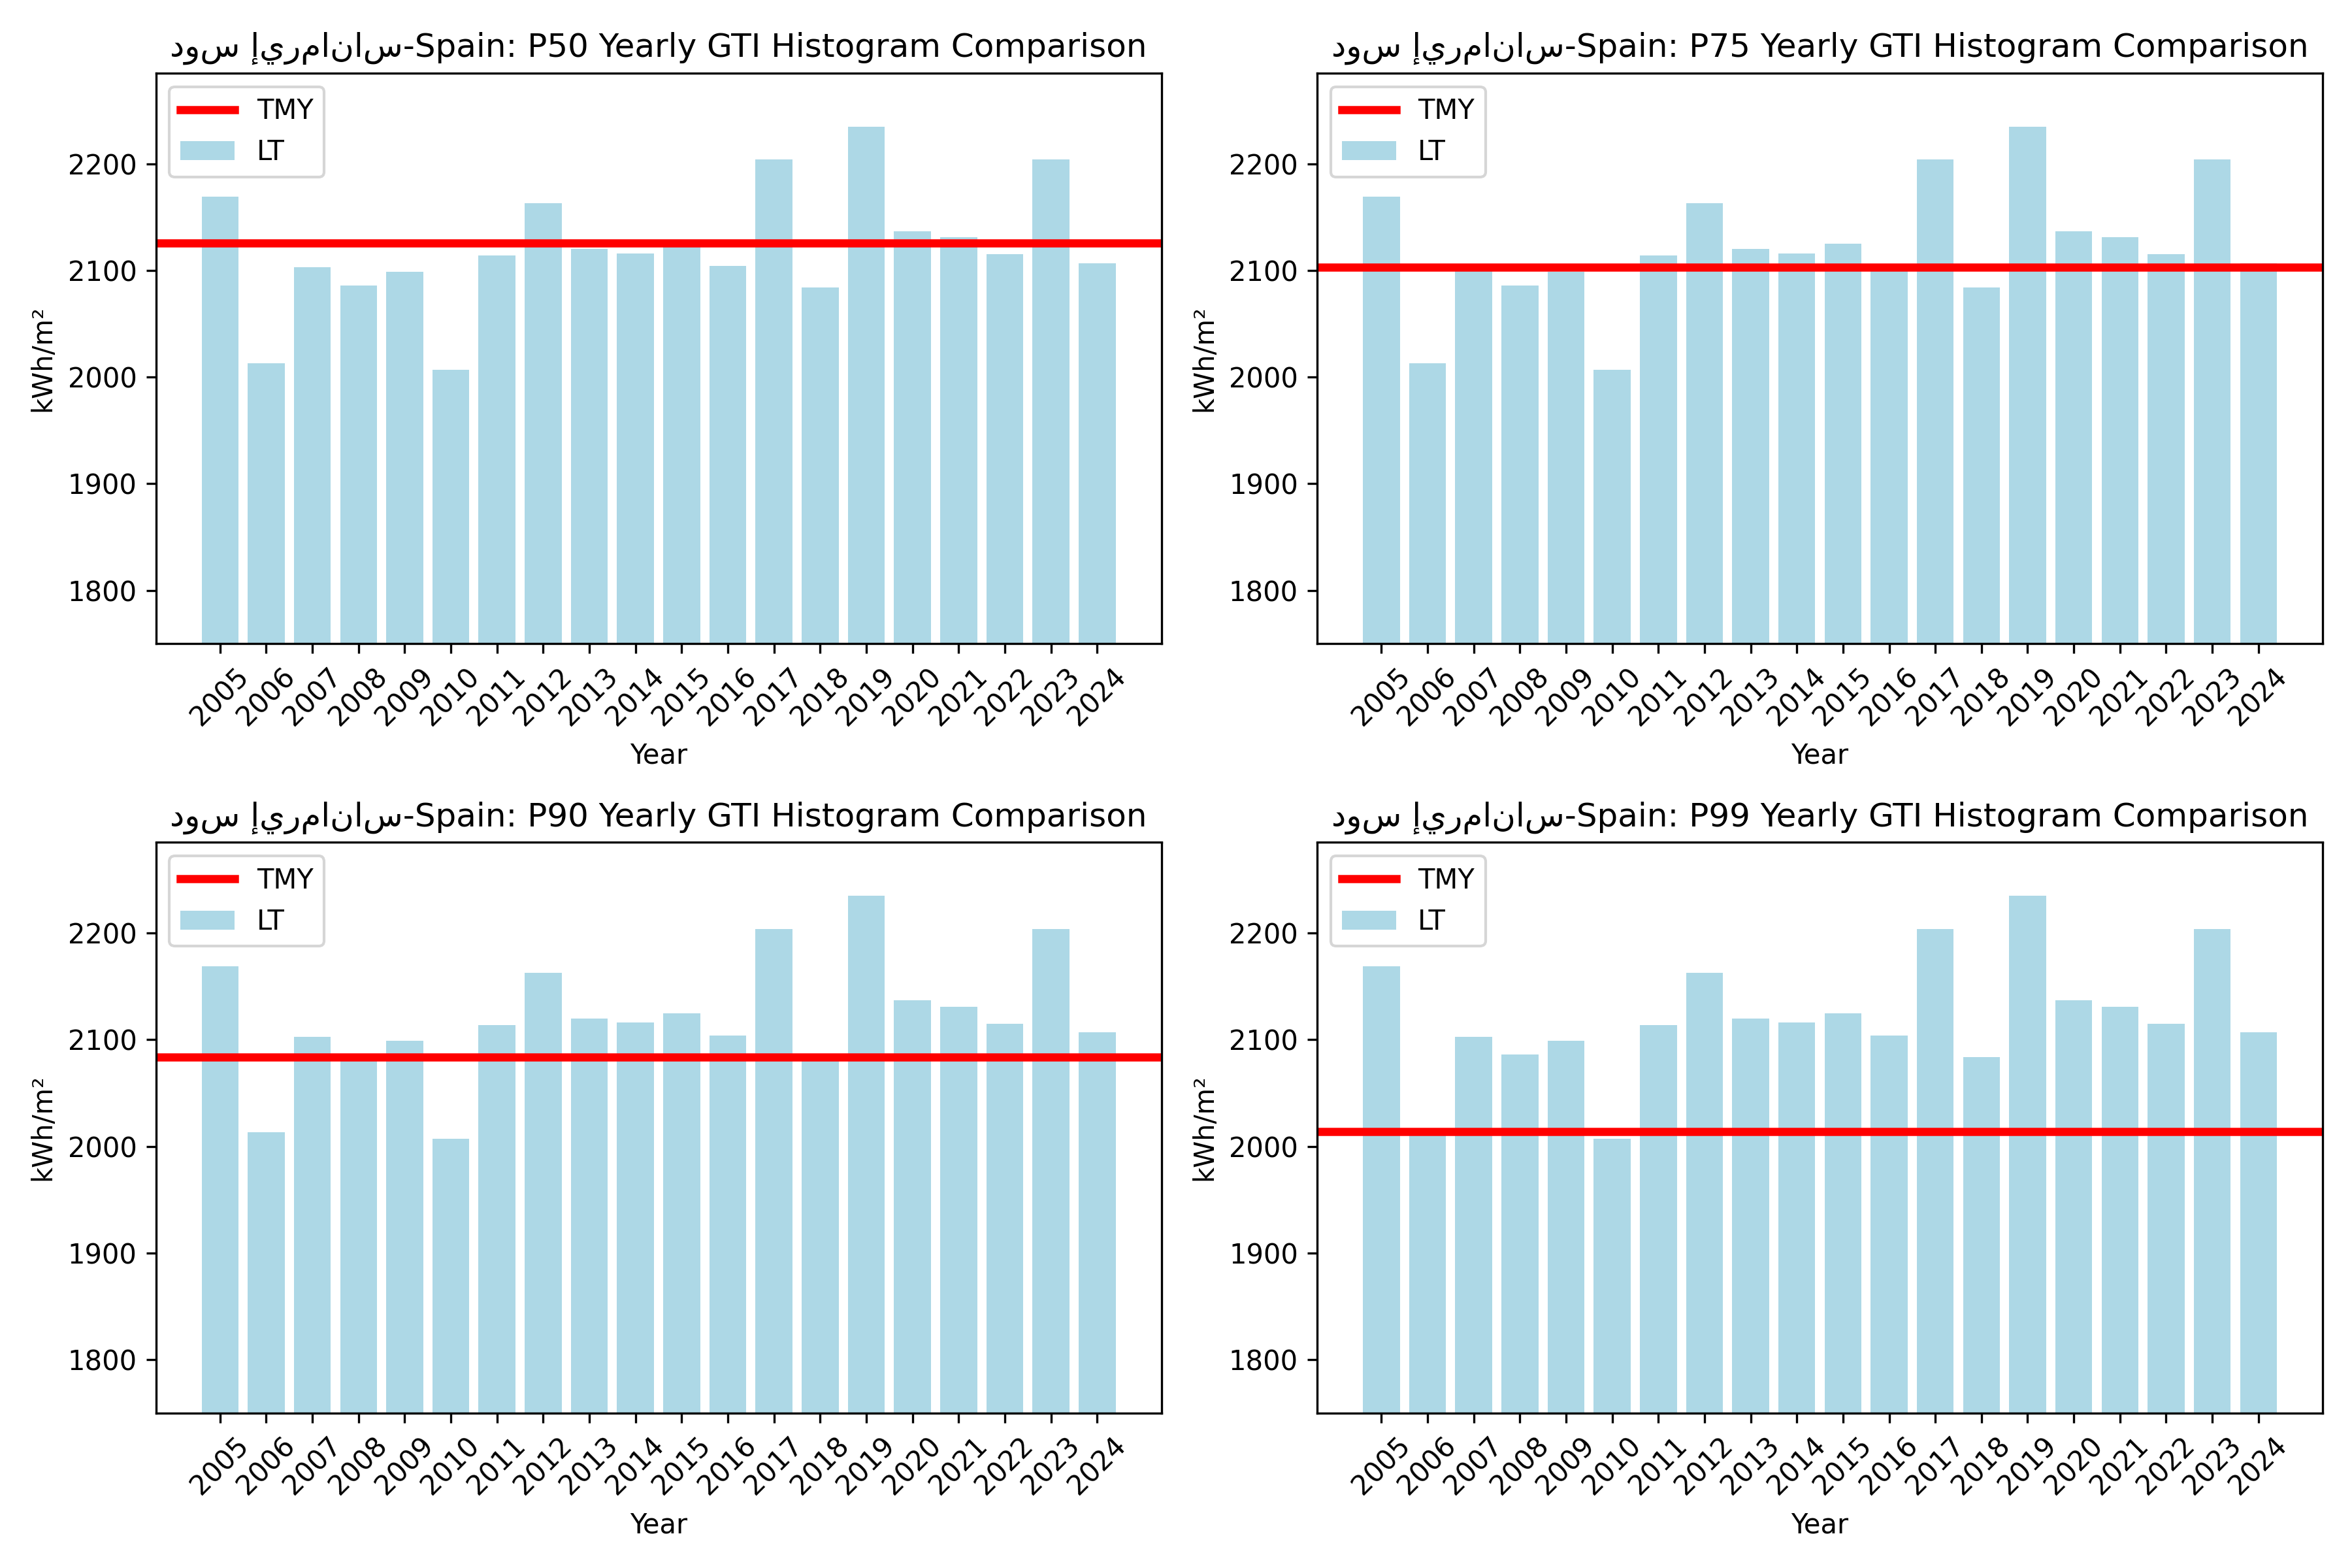 دوس إيرماناس-Spain: P50 Yearly GTI Histogram Comparison
TMY
LT
kWh/m²
2200
2100
2000
1900
1800
2005 2006 2007 2008 2009 2010 2011 2012 2013 2014 2015 2016 2017 2018 2019 2020 2021 2022 2023 2024
Year
دوس إيرماناس-Spain: P75 Yearly GTI Histogram Comparison
TMY
LT
kWh/m²
2200
2100
2000
1900
1800
2005 2006 2007 2008 2009 2010 2011 2012 2013 2014 2015 2016 2017 2018 2019 2020 2021 2022 2023 2024
Year
دوس إيرماناس-Spain: P90 Yearly GTI Histogram Comparison
TMY
LT
kWh/m²
2200
2100
2000
1900
1800
2005 2006 2007 2008 2009 2010 2011 2012 2013 2014 2015 2016 2017 2018 2019 2020 2021 2022 2023 2024
Year
دوس إيرماناس-Spain: P99 Yearly GTI Histogram Comparison
TMY
LT
kWh/m²
2200
2100
2000
1900
1800
2005 2006 2007 2008 2009 2010 2011 2012 2013 2014 2015 2016 2017 2018 2019 2020 2021 2022 2023 2024
Year